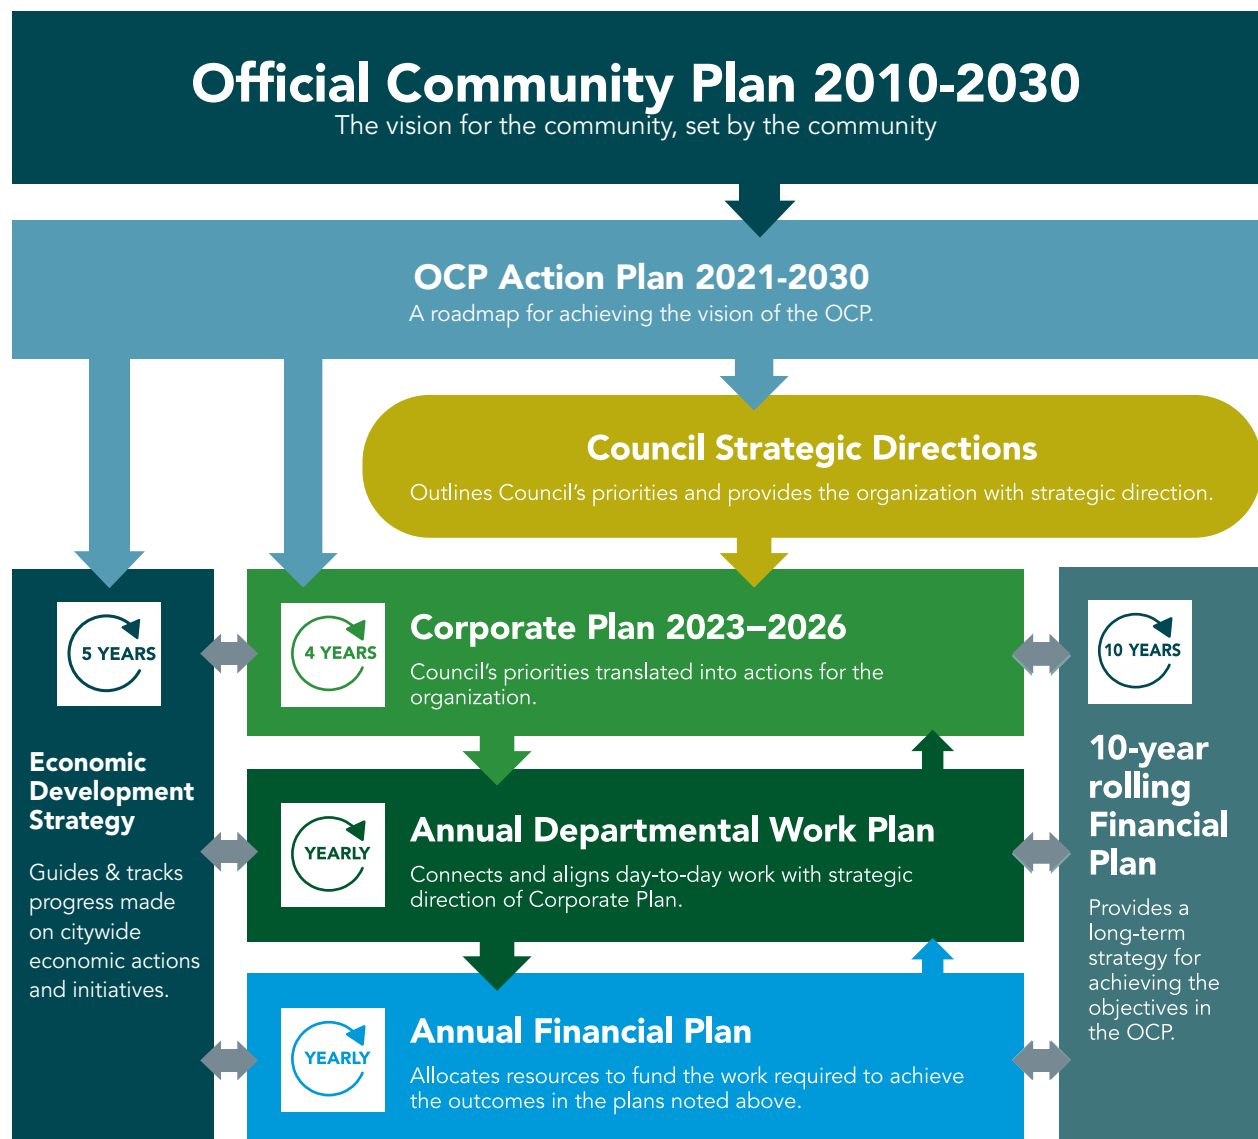 Official Community Plan 2010-2030
The vision for the community, set by the community
OCP Action Plan 2021-2030
A roadmap for achieving the vision of the OCP.
Council Strategic Directions
Outlines Council’s priorities and provides the organization with strategic direction.
5 YEARS
Economic
Development
Strategy
Guides & tracks
progress made
on citywide
economic actions
and initiatives.
4 YEARS
Corporate Plan 2023–2026
Council’s priorities translated into actions for the
organization.
YEARLY
Annual Departmental Work Plan
Connects and aligns day-to-day work with strategic
direction of Corporate Plan.
YEARLY
Annual Financial Plan
Allocates resources to fund the work required to achieve
the outcomes in the plans noted above.
10 YEARS
10-year
rolling
Financial
Plan
Provides a
long-term
strategy for
achieving the
objectives in
the OCP.